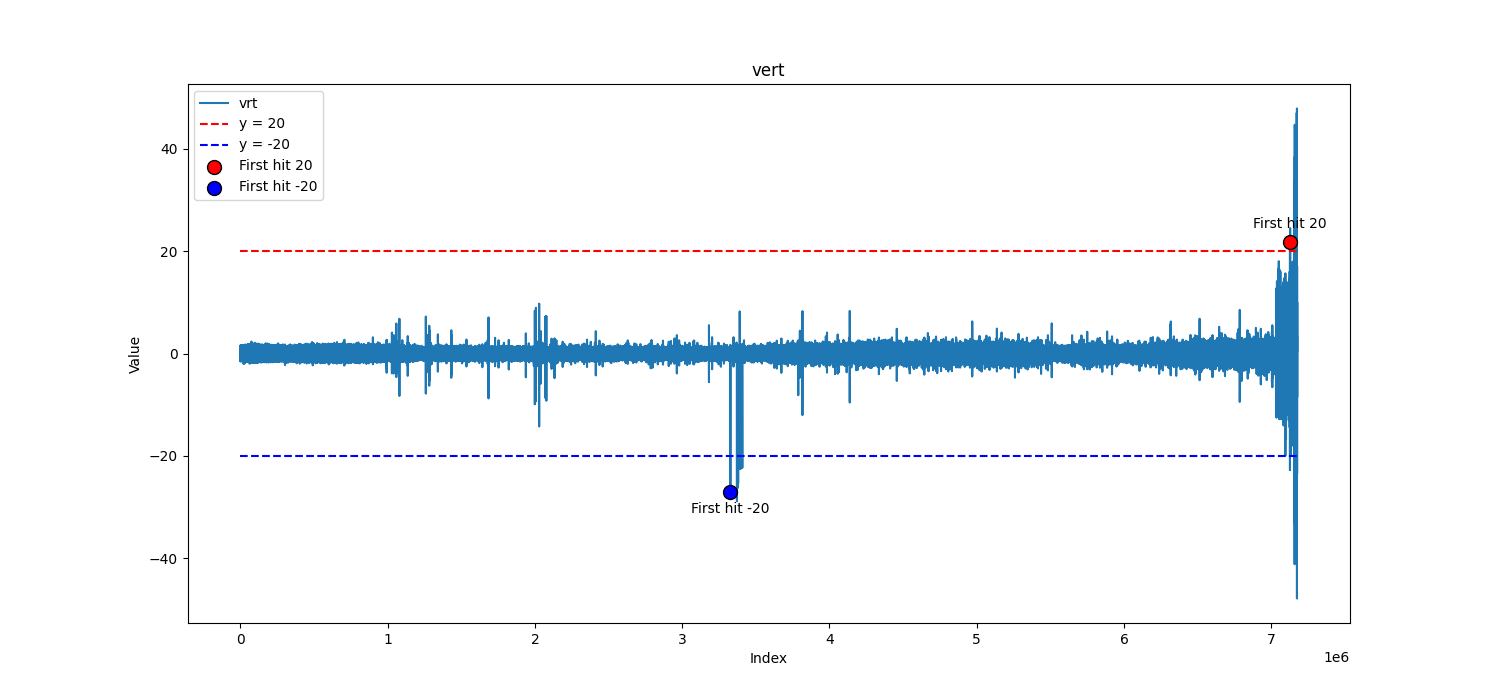 vert
vrt
y = 20
y = -20
First hit 20
First hit -20
First hit 20
First hit -20
40
20
0
−20
−40
Value
0 1 2 3 4 5 6 7
1e6
Index